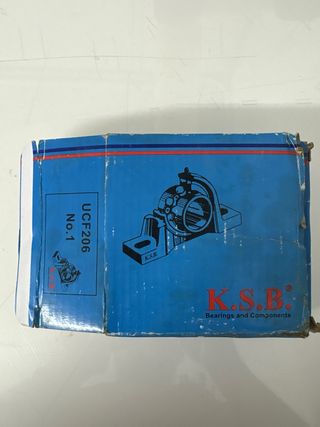 UCF206
No.1
K.S.B.
K.S.B.
Bearings and Components